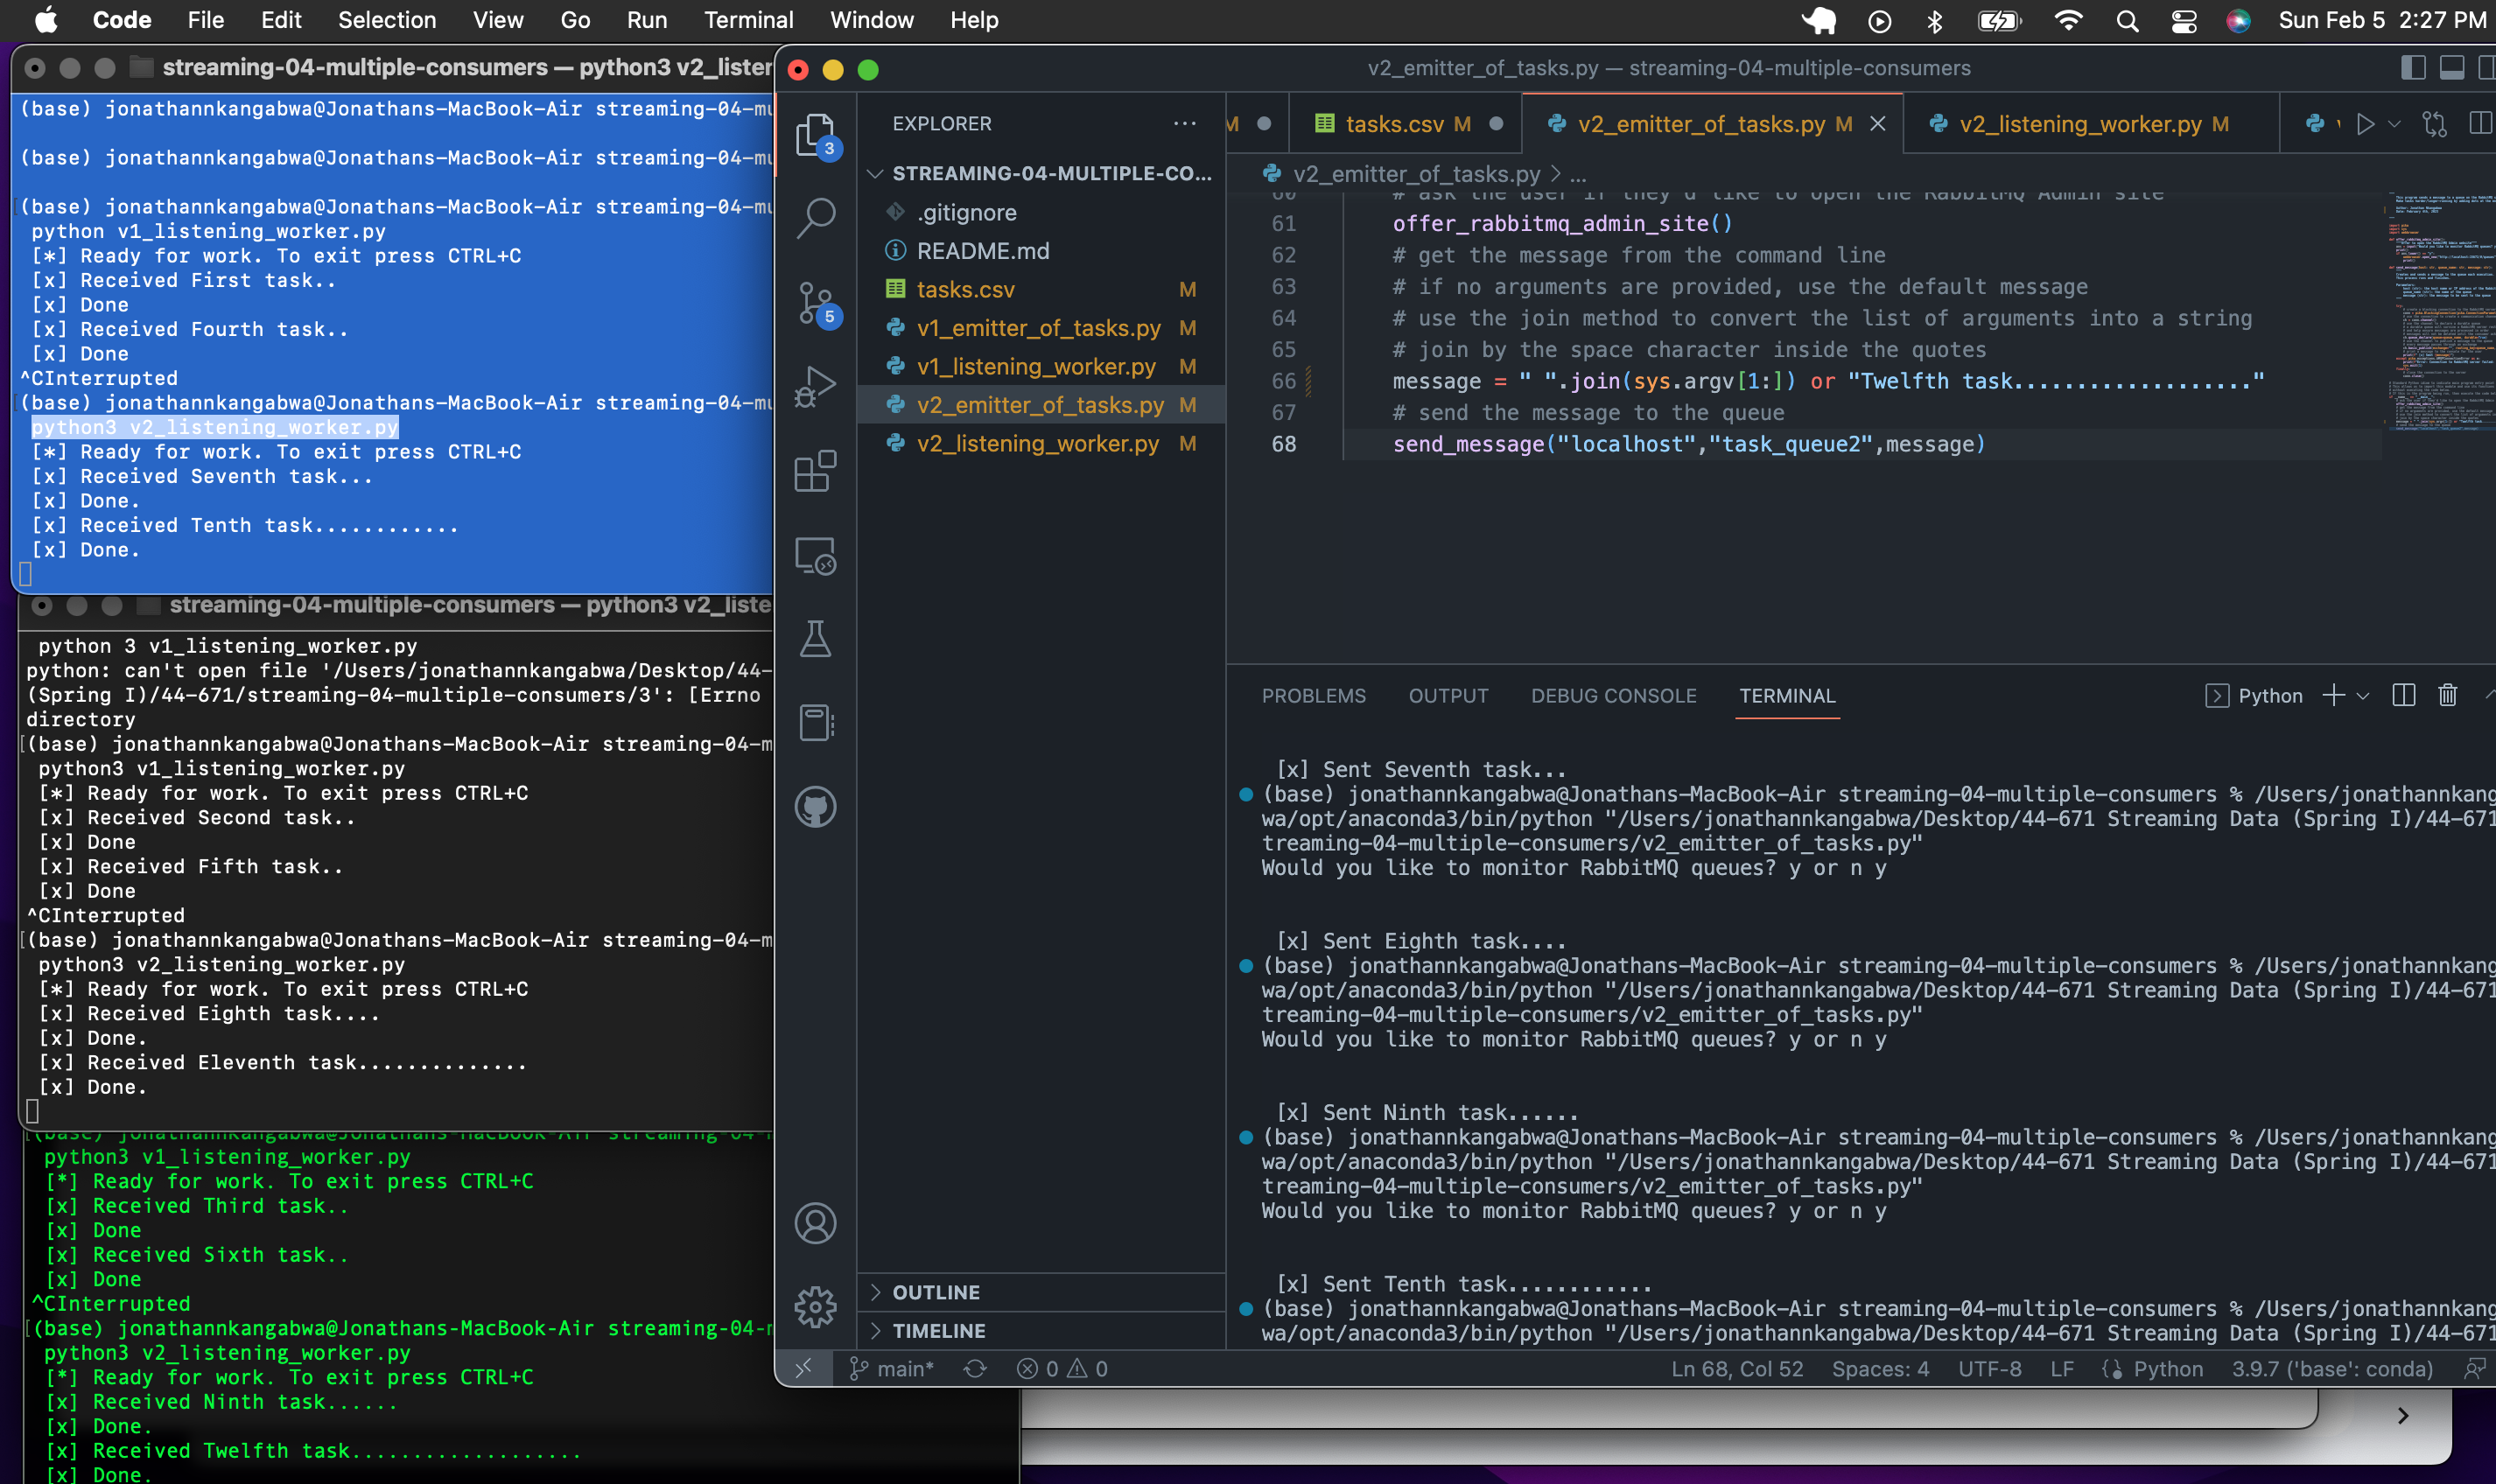 Code File Edit Selection View Go Run Terminal Window Help Sun Feb 5 2:27 PM
streaming-04-multiple-consumers — python3 v2_lister
(base) jonathannkangabwa@Jonathans-MacBook-Air streaming-04-mu
(base) jonathannkangabwa@Jonathans-MacBook-Air streaming-04-mu
[(base) jonathannkangabwa@Jonathans-MacBook-Air streaming-04-mu
python v1_listening_worker.py
[*] Ready for work. To exit press CTRL+C
[x] Received First task..
[x] Done
[x] Received Fourth task..
[x] Done
^CInterrupted
[(base) jonathannkangabwa@Jonathans-MacBook-Air streaming-04-mu
python3 v2_listening_worker.py
[*] Ready for work. To exit press CTRL+C
[x] Received Seventh task...
[x] Done.
[x] Received Tenth task............
[x] Done.
streaming-04-multiple-consumers — python3 v2_liste
python 3 v1_listening_worker.py
python: can't open file '/Users/jonathannkangabwa/Desktop/44-
(Spring I)/44-671/streaming-04-multiple-consumers/3': [Errno
directory
[(base) jonathannkangabwa@Jonathans-MacBook-Air streaming-04-m
python3 v1_listening_worker.py
[*] Ready for work. To exit press CTRL+C
[x] Received Second task..
[x] Done
[x] Received Fifth task..
[x] Done
^CInterrupted
[(base) jonathannkangabwa@Jonathans-MacBook-Air streaming-04-m
python3 v2_listening_worker.py
[*] Ready for work. To exit press CTRL+C
[x] Received Eighth task....
[x] Done.
[x] Received Eleventh task..............
[x] Done.
[(base) jonathannkangabwa@Jonathans-MacBook-Air streaming-04-m
python3 v1_listening_worker.py
[*] Ready for work. To exit press CTRL+C
[x] Received Third task..
[x] Done
[x] Received Sixth task..
[x] Done
^CInterrupted
[(base) jonathannkangabwa@Jonathans-MacBook-Air streaming-04-m
python3 v2_listening_worker.py
[*] Ready for work. To exit press CTRL+C
[x] Received Ninth task......
[x] Done.
[x] Received Twelfth task...................
[x] Done.
v2_emitter_of_tasks.py — streaming-04-multiple-consumers
3
5
EXPLORER ...
STREAMING-04-MULTIPLE-CO...
.gitignore
README.md
tasks.csv M
v1_emitter_of_tasks.py M
v1_listening_worker.py M
v2_emitter_of_tasks.py M
v2_listening_worker.py M
OUTLINE
TIMELINE
M tasks.csv M v2_emitter_of_tasks.py M v2_listening_worker.py M
v2_emitter_of_tasks.py > ...
60 # ask the user if they'd like to open the RabbitMQ Admin site
61 offer_rabbitmq_admin_site()
62 # get the message from the command line
63 # if no arguments are provided, use the default message
64 # use the join method to convert the list of arguments into a string
65 # join by the space character inside the quotes
66 message = " ".join(sys.argv[1:]) or "Twelfth task..................."
67 # send the message to the queue
68 send_message("localhost","task_queue2",message)
PROBLEMS OUTPUT DEBUG CONSOLE TERMINAL Python
[x] Sent Seventh task...
(base) jonathannkangabwa@Jonathans-MacBook-Air streaming-04-multiple-consumers % /Users/jonathannkang
wa/opt/anaconda3/bin/python "/Users/jonathannkangabwa/Desktop/44-671 Streaming Data (Spring I)/44-671
treaming-04-multiple-consumers/v2_emitter_of_tasks.py"
Would you like to monitor RabbitMQ queues? y or n y
[x] Sent Eighth task....
(base) jonathannkangabwa@Jonathans-MacBook-Air streaming-04-multiple-consumers % /Users/jonathannkang
wa/opt/anaconda3/bin/python "/Users/jonathannkangabwa/Desktop/44-671 Streaming Data (Spring I)/44-671
treaming-04-multiple-consumers/v2_emitter_of_tasks.py"
Would you like to monitor RabbitMQ queues? y or n y
[x] Sent Ninth task......
(base) jonathannkangabwa@Jonathans-MacBook-Air streaming-04-multiple-consumers % /Users/jonathannkang
wa/opt/anaconda3/bin/python "/Users/jonathannkangabwa/Desktop/44-671 Streaming Data (Spring I)/44-671
treaming-04-multiple-consumers/v2_emitter_of_tasks.py"
Would you like to monitor RabbitMQ queues? y or n y
[x] Sent Tenth task............
(base) jonathannkangabwa@Jonathans-MacBook-Air streaming-04-multiple-consumers % /Users/jonathannkang
wa/opt/anaconda3/bin/python "/Users/jonathannkangabwa/Desktop/44-671 Streaming Data (Spring I)/44-671
main* 0 0 Ln 68, Col 52 Spaces: 4 UTF-8 LF Python 3.9.7 ('base': conda)